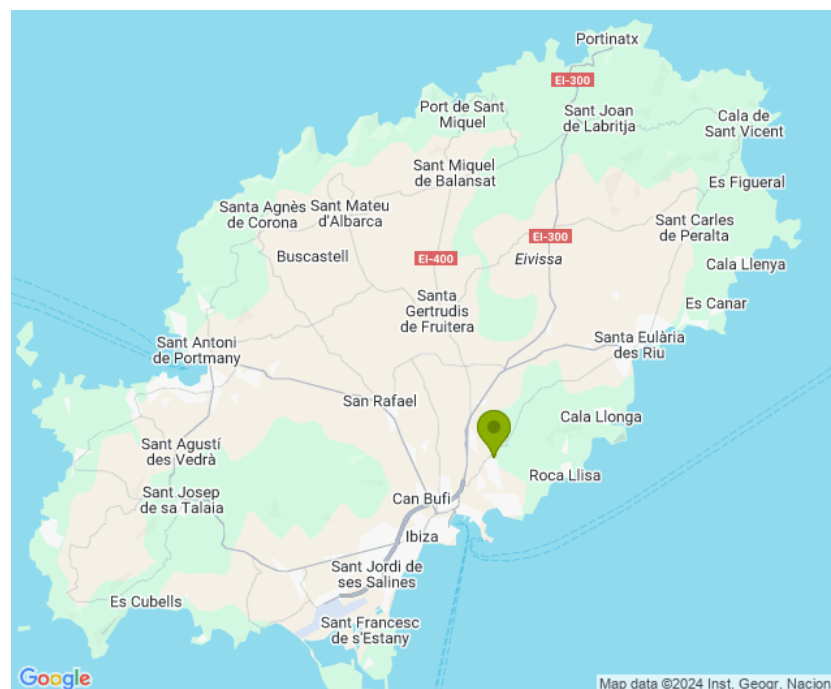 Portinatx
EI-300
Port de Sant
Miquel
Sant Joan
de Labritja
Cala de
Sant Vicent
Sant Miquel
de Balansat
Es Figueral
Santa Agnès
de Corona
Sant Mateu
d'Albarca
Sant Carles
de Peralta
EI-300
Buscastell
EI-400
Eivissa
Cala Llenya
Santa
Gertrudis
de Fruitera
Es Canar
Sant Antoni
de Portmany
Santa Eulària
des Riu
San Rafael
Cala Llonga
Sant Agustí
des Vedrà
Roca Llisa
Sant Josep
de sa Talaia
Can Bufi
Ibiza
Sant Jordi de
ses Salines
Es Cubells
Sant Francesc
de s'Estany
Google
Map data ©2024 Inst. Geogr. Nacion